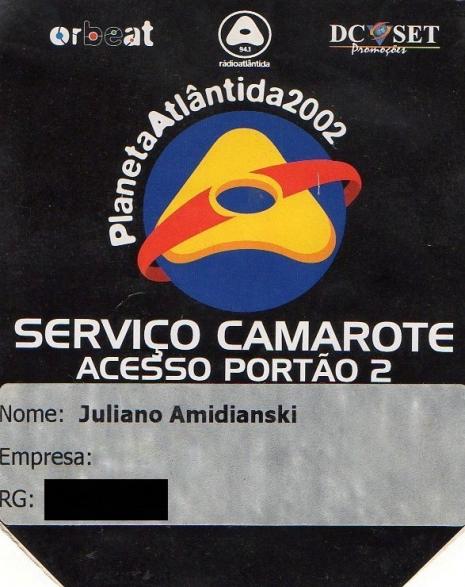 orbeat
A
94.1
rádioatlântida
DC SET
Promoções
PlanetaAtlântida2002
SERVIÇO CAMAROTE
ACESSO PORTÃO 2
Nome: Juliano Amidianski
Empresa:
RG: